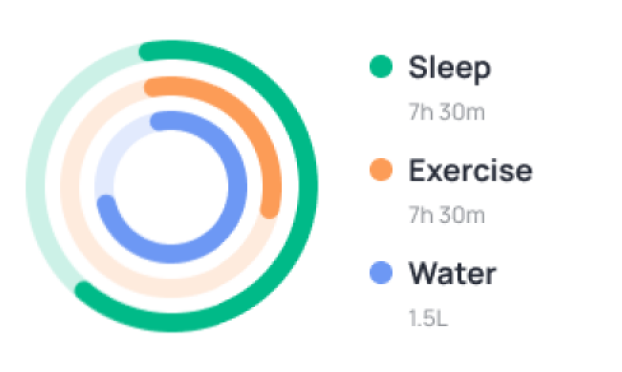 Sleep
7h 30m
Exercise
7h 30m
Water
1.5L